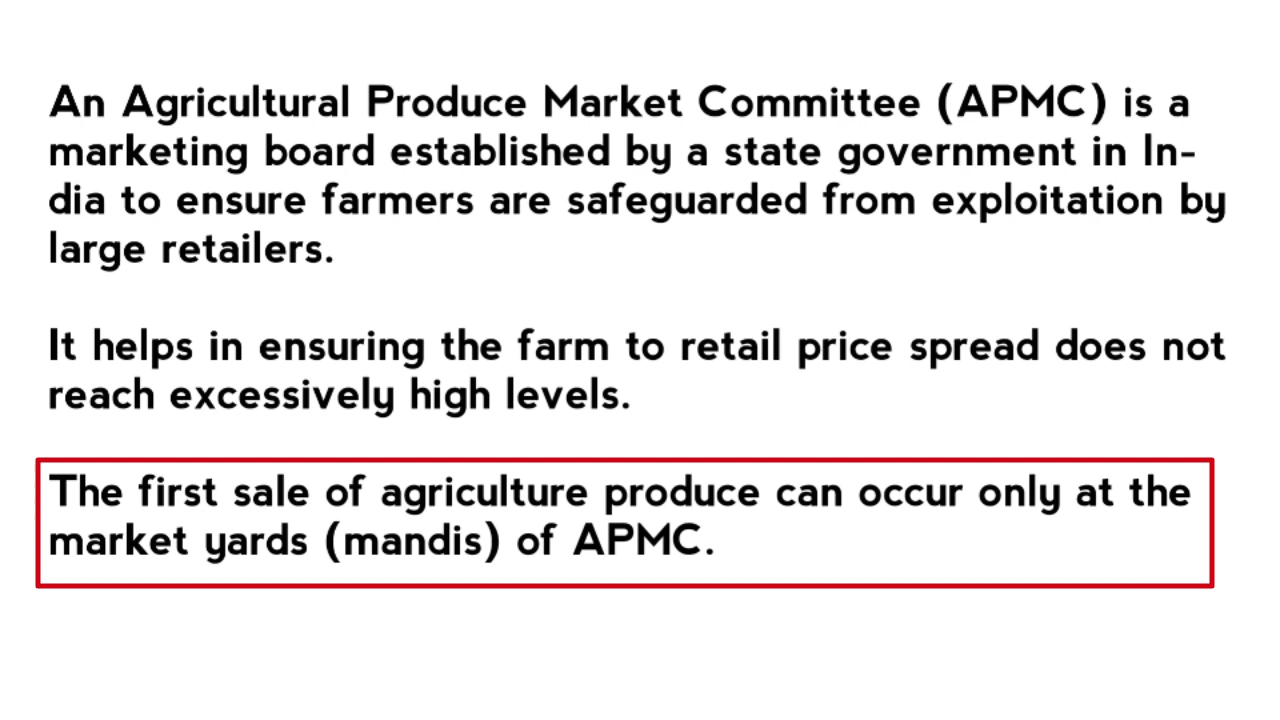 An Agricultural Produce Market Committee (APMC) is a
marketing board established by a state government in In-
dia to ensure farmers are safeguarded from exploitation by
large retailers.
It helps in ensuring the farm to retail price spread does not
reach excessively high levels.
The first sale of agriculture produce can occur only at the
market yards (mandis) of APMC.